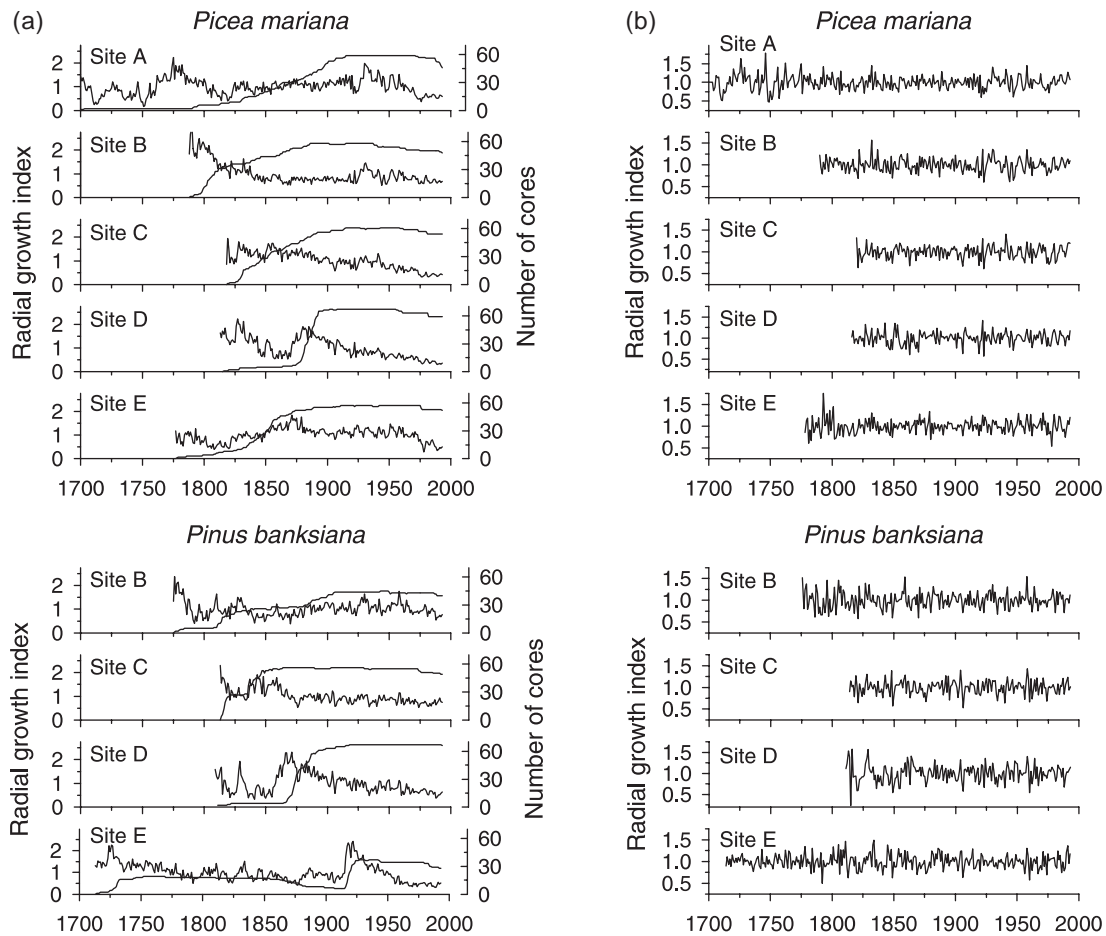 (a)
Picea mariana
Site A
2
1
0
60
30
0
Site B
2
1
0
60
30
0
Site C
2
1
0
60
30
0
Site D
2
1
0
60
30
0
Site E
2
1
0
60
30
0
Radial growth index
Number of cores
1700 1750 1800 1850 1900 1950 2000
Pinus banksiana
Site B
2
1
0
60
30
0
Site C
2
1
0
60
30
0
Site D
2
1
0
60
30
0
Site E
2
1
0
60
30
0
Radial growth index
Number of cores
1700 1750 1800 1850 1900 1950 2000
(b)
Picea mariana
Site A
1.5
1.0
0.5
Site B
1.5
1.0
0.5
Site C
1.5
1.0
0.5
Site D
1.5
1.0
0.5
Site E
1.5
1.0
0.5
Radial growth index
1700 1750 1800 1850 1900 1950 2000
Pinus banksiana
Site B
1.5
1.0
0.5
Site C
1.5
1.0
0.5
Site D
1.5
1.0
0.5
Site E
1.5
1.0
0.5
Radial growth index
1700 1750 1800 1850 1900 1950 2000